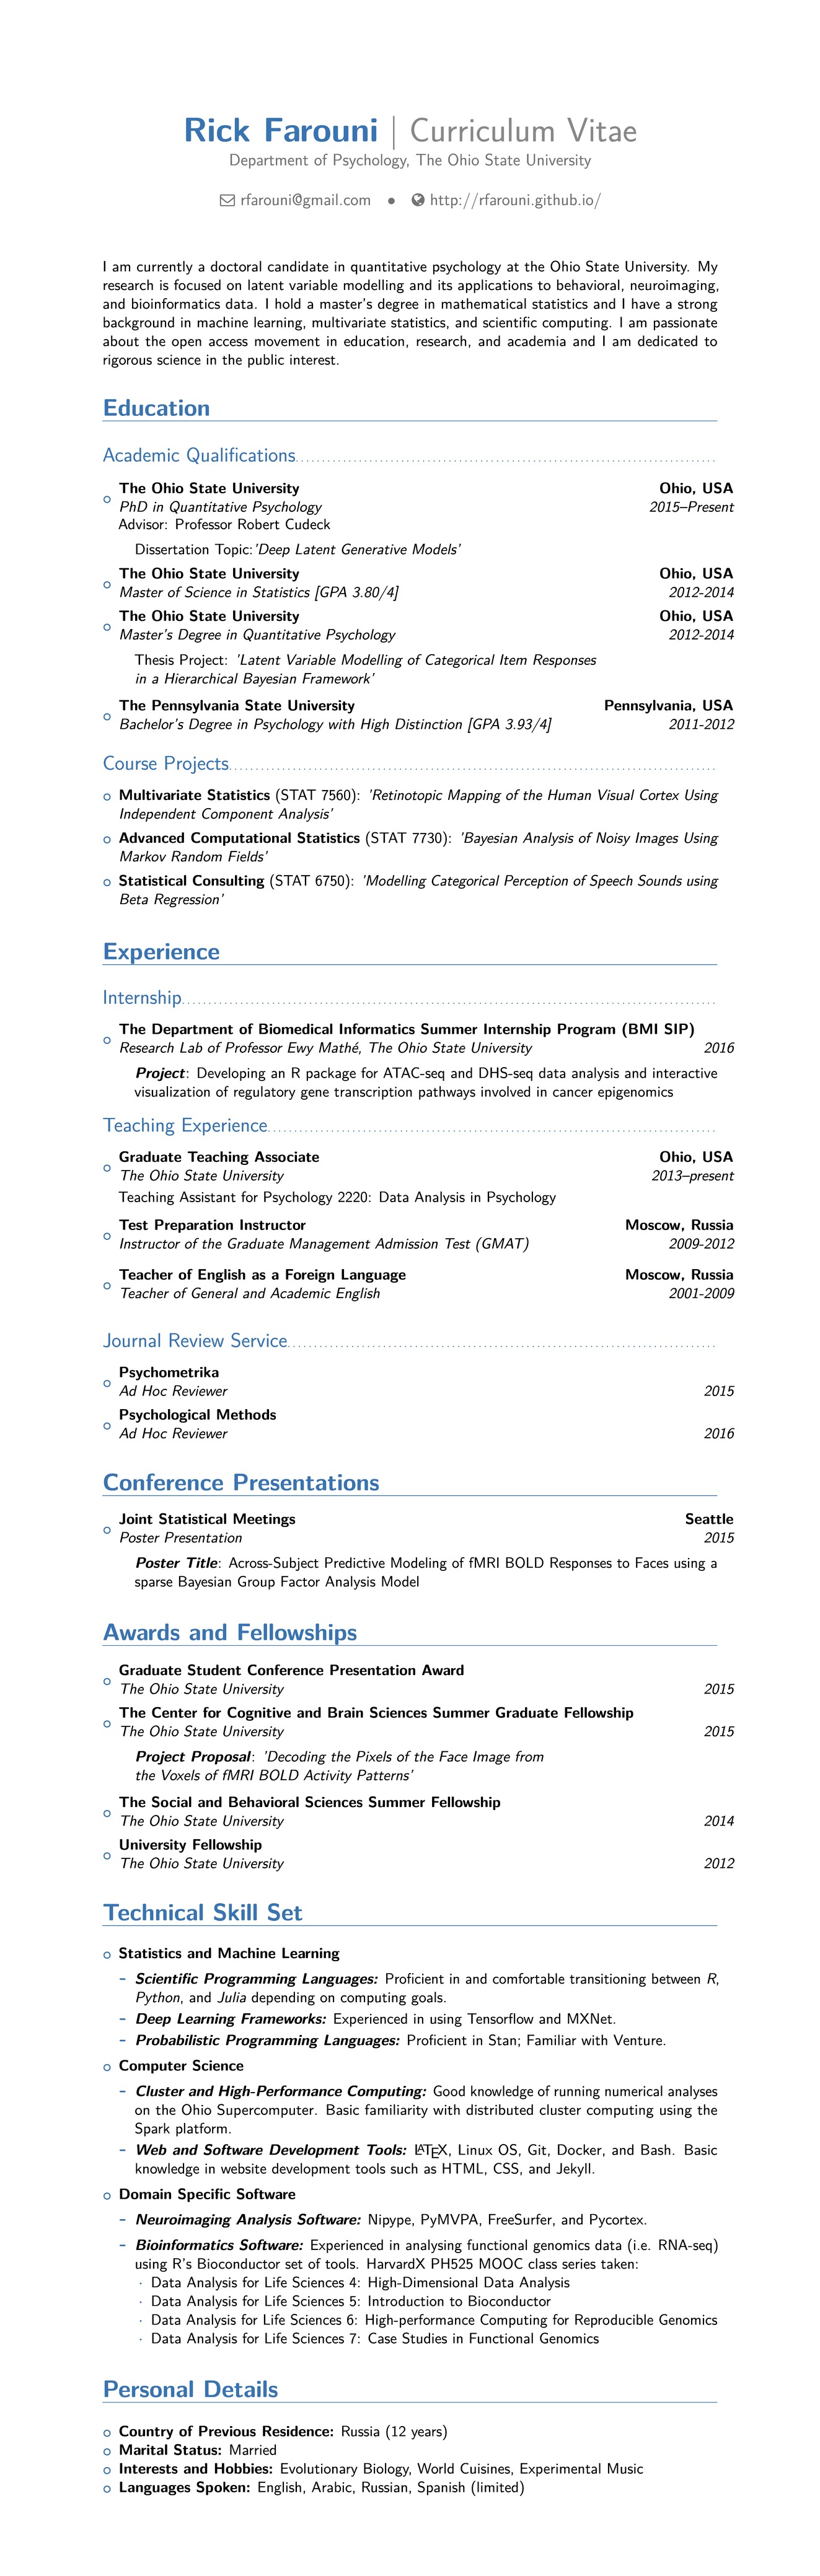 Rick Farouni | Curriculum Vitae
Department of Psychology, The Ohio State University
rfarouni@gmail.com • http://rfarouni.github.io/
I am currently a doctoral candidate in quantitative psychology at the Ohio State University. My
research is focused on latent variable modelling and its applications to behavioral, neuroimaging,
and bioinformatics data. I hold a master's degree in mathematical statistics and I have a strong
background in machine learning, multivariate statistics, and scientific computing. I am passionate
about the open access movement in education, research, and academia and I am dedicated to
rigorous science in the public interest.
Education
Academic Qualifications
The Ohio State University Ohio, USA
PhD in Quantitative Psychology 2015–Present
Advisor: Professor Robert Cudeck
Dissertation Topic:'Deep Latent Generative Models'
The Ohio State University Ohio, USA
Master of Science in Statistics [GPA 3.80/4] 2012-2014
The Ohio State University Ohio, USA
Master's Degree in Quantitative Psychology 2012-2014
Thesis Project: 'Latent Variable Modelling of Categorical Item Responses
in a Hierarchical Bayesian Framework'
The Pennsylvania State University Pennsylvania, USA
Bachelor's Degree in Psychology with High Distinction [GPA 3.93/4] 2011-2012
Course Projects
Multivariate Statistics (STAT 7560): 'Retinotopic Mapping of the Human Visual Cortex Using
Independent Component Analysis'
Advanced Computational Statistics (STAT 7730): 'Bayesian Analysis of Noisy Images Using
Markov Random Fields'
Statistical Consulting (STAT 6750): 'Modelling Categorical Perception of Speech Sounds using
Beta Regression'
Experience
Internship
The Department of Biomedical Informatics Summer Internship Program (BMI SIP)
Research Lab of Professor Ewy Mathé, The Ohio State University 2016
Project: Developing an R package for ATAC-seq and DHS-seq data analysis and interactive
visualization of regulatory gene transcription pathways involved in cancer epigenomics
Teaching Experience
Graduate Teaching Associate Ohio, USA
The Ohio State University 2013–present
Teaching Assistant for Psychology 2220: Data Analysis in Psychology
Test Preparation Instructor Moscow, Russia
Instructor of the Graduate Management Admission Test (GMAT) 2009-2012
Teacher of English as a Foreign Language Moscow, Russia
Teacher of General and Academic English 2001-2009
Journal Review Service
Psychometrika
Ad Hoc Reviewer 2015
Psychological Methods
Ad Hoc Reviewer 2016
Conference Presentations
Joint Statistical Meetings Seattle
Poster Presentation 2015
Poster Title: Across-Subject Predictive Modeling of fMRI BOLD Responses to Faces using a
sparse Bayesian Group Factor Analysis Model
Awards and Fellowships
Graduate Student Conference Presentation Award
The Ohio State University 2015
The Center for Cognitive and Brain Sciences Summer Graduate Fellowship
The Ohio State University 2015
Project Proposal: 'Decoding the Pixels of the Face Image from
the Voxels of fMRI BOLD Activity Patterns'
The Social and Behavioral Sciences Summer Fellowship
The Ohio State University 2014
University Fellowship
The Ohio State University 2012
Technical Skill Set
Statistics and Machine Learning
- Scientific Programming Languages: Proficient in and comfortable transitioning between R,
Python, and Julia depending on computing goals.
- Deep Learning Frameworks: Experienced in using Tensorflow and MXNet.
- Probabilistic Programming Languages: Proficient in Stan; Familiar with Venture.
Computer Science
- Cluster and High-Performance Computing: Good knowledge of running numerical analyses
on the Ohio Supercomputer. Basic familiarity with distributed cluster computing using the
Spark platform.
- Web and Software Development Tools: LATEX, Linux OS, Git, Docker, and Bash. Basic
knowledge in website development tools such as HTML, CSS, and Jekyll.
Domain Specific Software
- Neuroimaging Analysis Software: Nipype, PyMVPA, FreeSurfer, and Pycortex.
- Bioinformatics Software: Experienced in analysing functional genomics data (i.e. RNA-seq)
using R's Bioconductor set of tools. HarvardX PH525 MOOC class series taken:
· Data Analysis for Life Sciences 4: High-Dimensional Data Analysis
· Data Analysis for Life Sciences 5: Introduction to Bioconductor
· Data Analysis for Life Sciences 6: High-performance Computing for Reproducible Genomics
· Data Analysis for Life Sciences 7: Case Studies in Functional Genomics
Personal Details
Country of Previous Residence: Russia (12 years)
Marital Status: Married
Interests and Hobbies: Evolutionary Biology, World Cuisines, Experimental Music
Languages Spoken: English, Arabic, Russian, Spanish (limited)